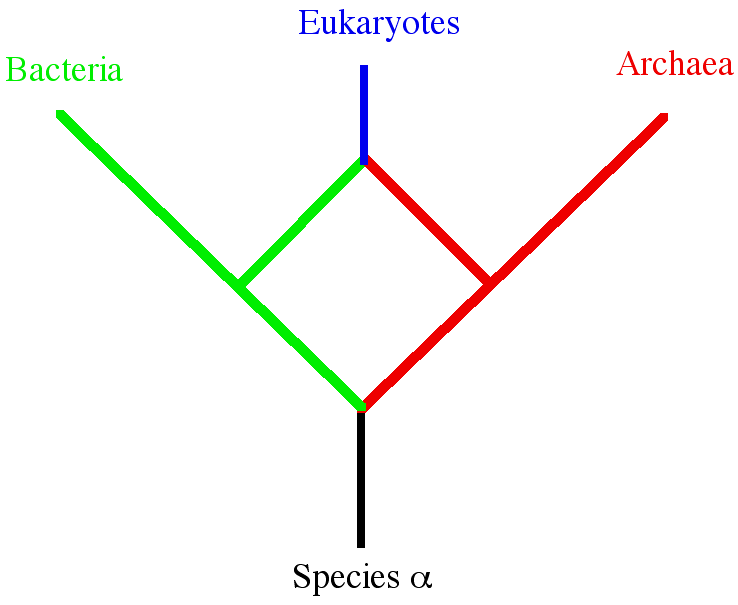 Eukaryotes
Bacteria
Archaea
Species α